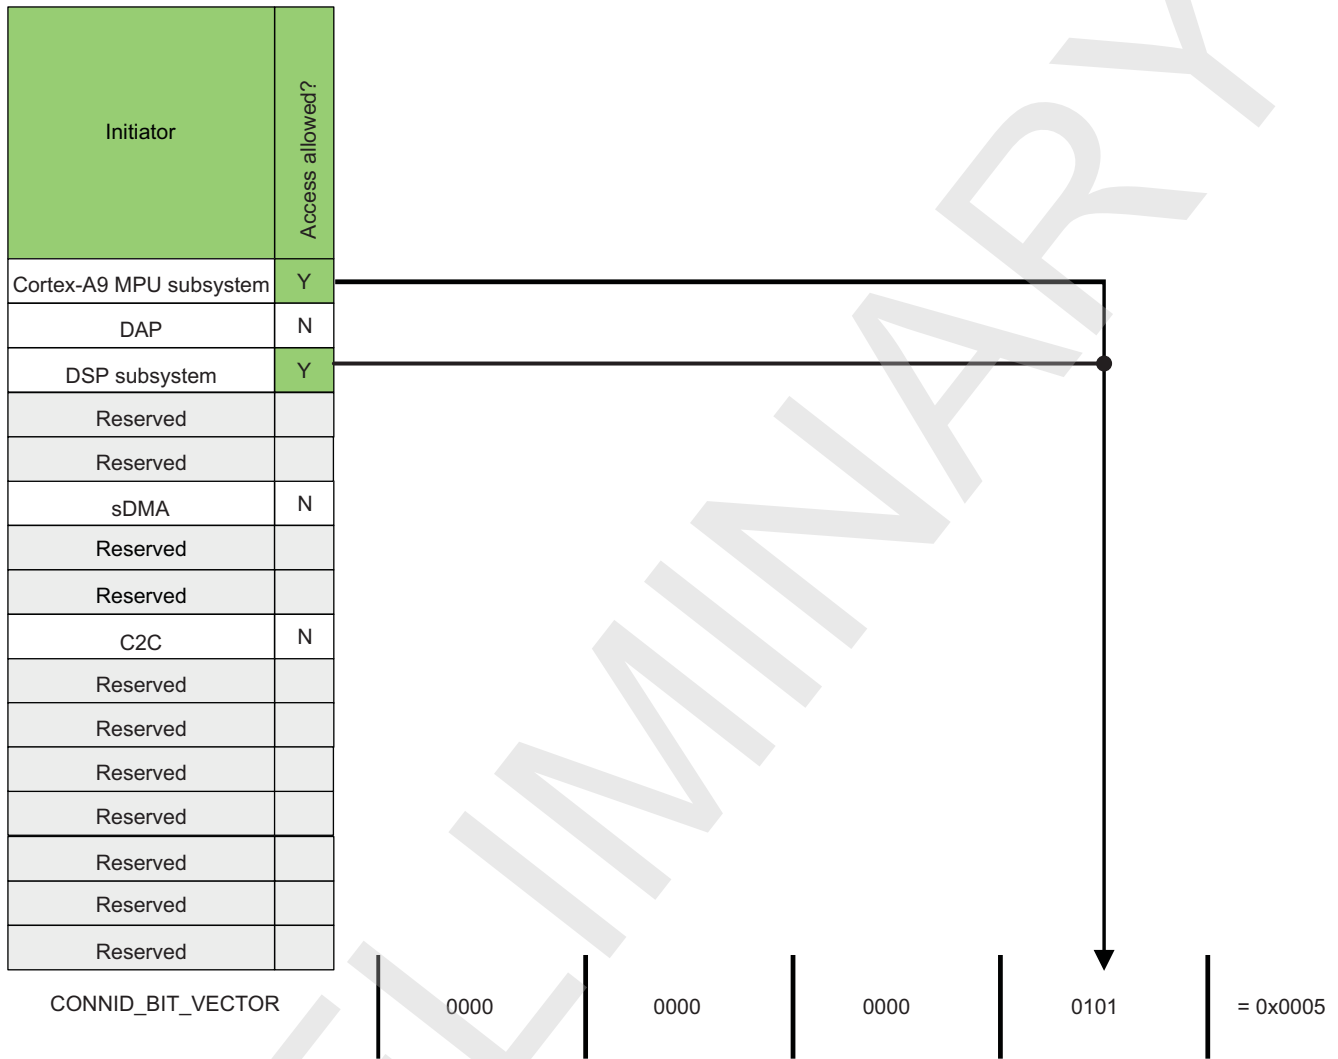 Initiator
Access allowed?
Cortex-A9 MPU subsystem Y
DAP N
DSP subsystem Y
Reserved
Reserved
sDMA N
Reserved
Reserved
C2C N
Reserved
Reserved
Reserved
Reserved
Reserved
Reserved
Reserved
CONNID_BIT_VECTOR 0000 0000 0000 0101 = 0x0005
ELIMINARY